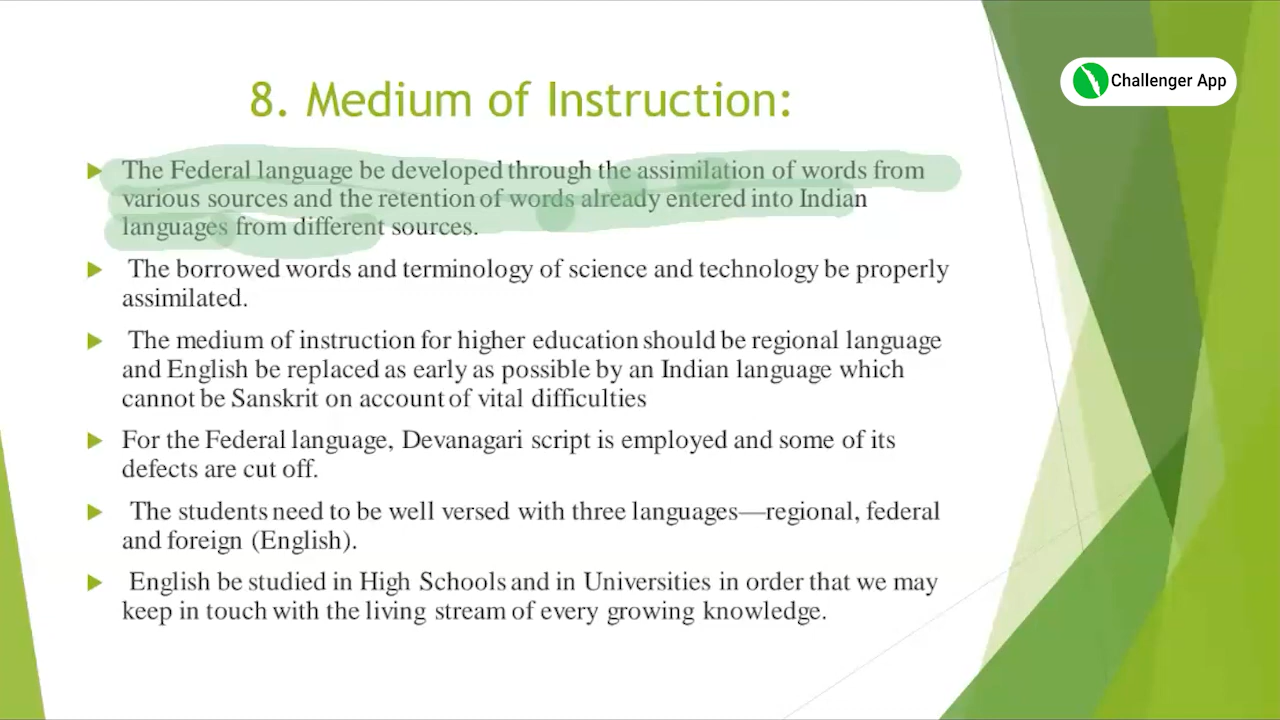 Challenger App
8. Medium of Instruction:
The Federal language be developed through the assimilation of words from
various sources and the retention of words already entered into Indian
languages from different sources.
The borrowed words and terminology of science and technology be properly
assimilated.
The medium of instruction for higher education should be regional language
and English be replaced as early as possible by an Indian language which
cannot be Sanskrit on account of vital difficulties
For the Federal language, Devanagari script is employed and some of its
defects are cut off.
The students need to be well versed with three languages—regional, federal
and foreign (English).
English be studied in High Schools and in Universities in order that we may
keep in touch with the living stream of every growing knowledge.